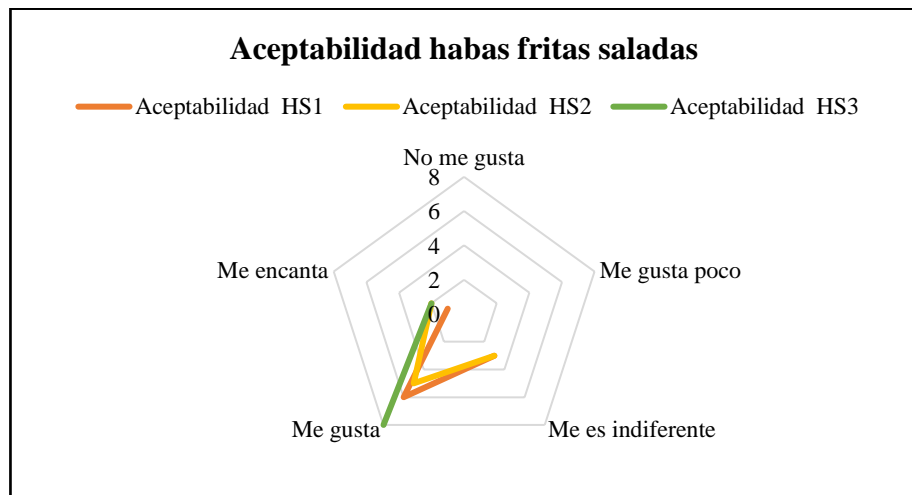 Aceptabilidad habas fritas saladas
Aceptabilidad HS1 Aceptabilidad HS2 Aceptabilidad HS3
No me gusta
8
6
4
2
0
Me encanta
Me gusta poco
Me gusta
Me es indiferente